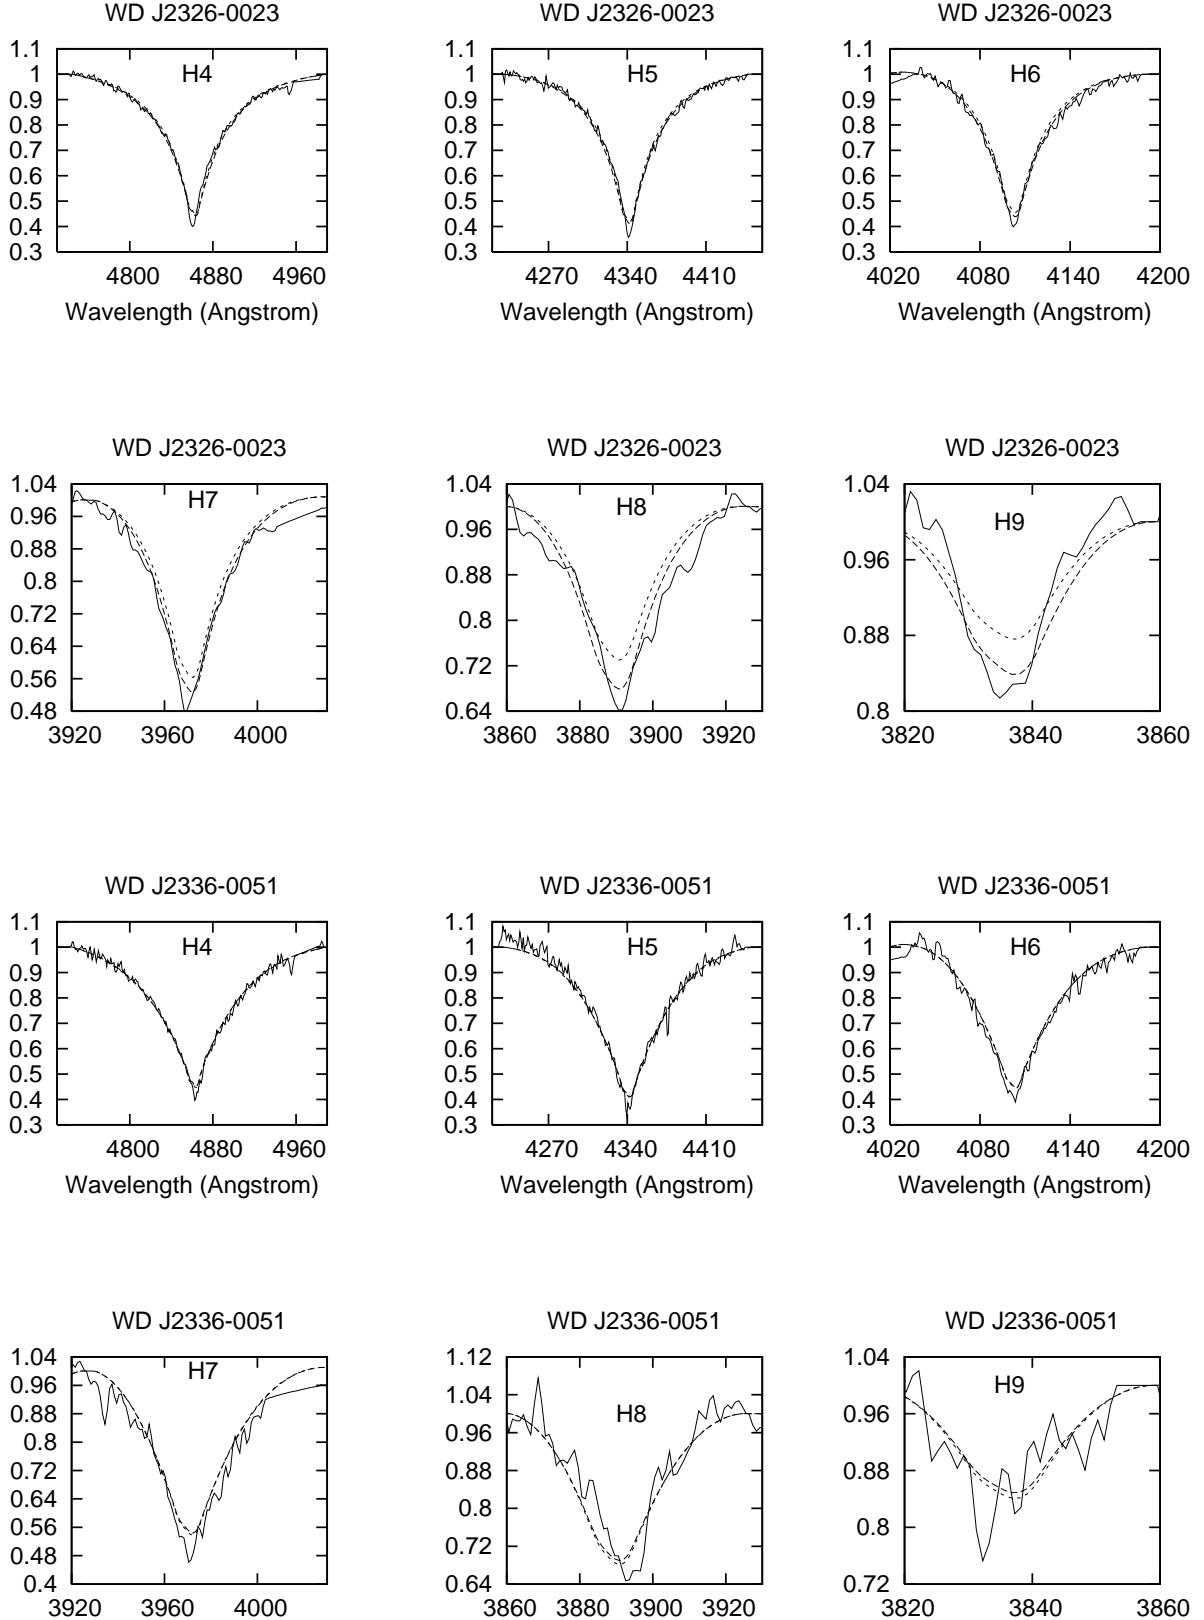 WD J2326-0023
WD J2326-0023
WD J2326-0023
1.1
1
0.9
0.8
0.7
0.6
0.5
0.4
0.3
H4
4800 4880 4960
Wavelength (Angstrom)
1.1
1
0.9
0.8
0.7
0.6
0.5
0.4
0.3
H5
4270 4340 4410
Wavelength (Angstrom)
1.1
1
0.9
0.8
0.7
0.6
0.5
0.4
0.3
H6
4020 4080 4140 4200
Wavelength (Angstrom)
WD J2326-0023
WD J2326-0023
WD J2326-0023
1.04
0.96
0.88
0.8
0.72
0.64
0.56
0.48
H7
3920 3960 4000
1.04
0.96
0.88
0.8
0.72
0.64
H8
3860 3880 3900 3920
1.04
0.96
0.88
0.8
H9
3820 3840 3860
WD J2336-0051
WD J2336-0051
WD J2336-0051
1.1
1
0.9
0.8
0.7
0.6
0.5
0.4
0.3
H4
4800 4880 4960
Wavelength (Angstrom)
1.1
1
0.9
0.8
0.7
0.6
0.5
0.4
0.3
H5
4270 4340 4410
Wavelength (Angstrom)
1.1
1
0.9
0.8
0.7
0.6
0.5
0.4
0.3
H6
4020 4080 4140 4200
Wavelength (Angstrom)
WD J2336-0051
WD J2336-0051
WD J2336-0051
1.04
0.96
0.88
0.8
0.72
0.64
0.56
0.48
0.4
H7
3920 3960 4000
1.12
1.04
0.96
0.88
0.8
0.72
0.64
H8
3860 3880 3900 3920
1.04
0.96
0.88
0.8
0.72
H9
3820 3840 3860